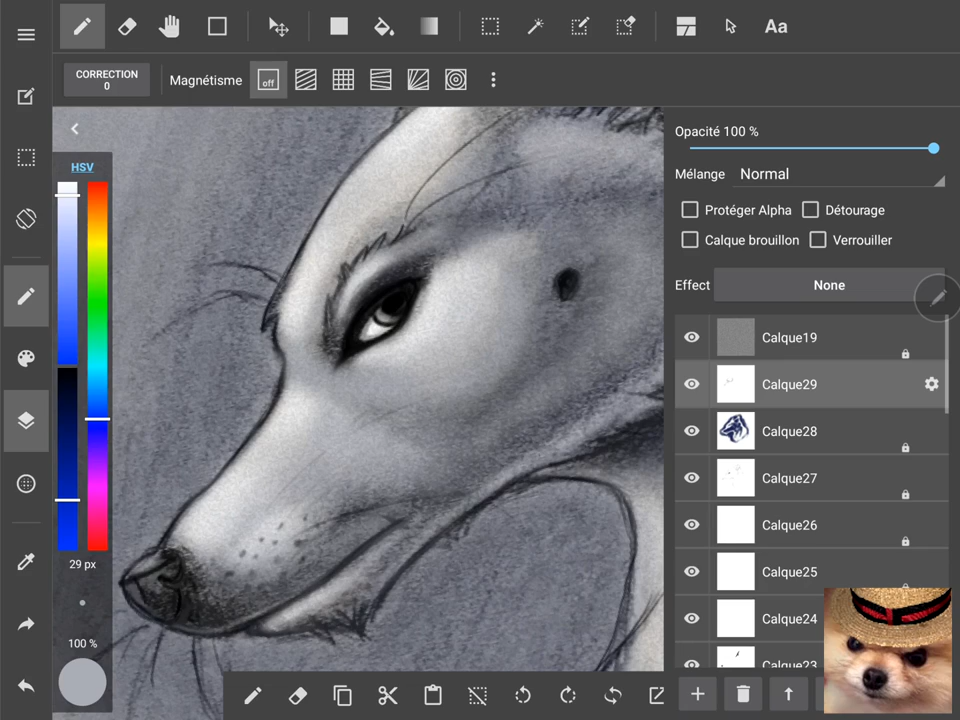 Aa
CORRECTION
0
Magnétisme
off
HSV
29 px
100 %
Opacité 100 %
Mélange Normal
Protéger Alpha Détourage
Calque brouillon Verrouiller
Effect None
Calque19
Calque29
Calque28
Calque27
Calque26
Calque25
Calque24
Calque23